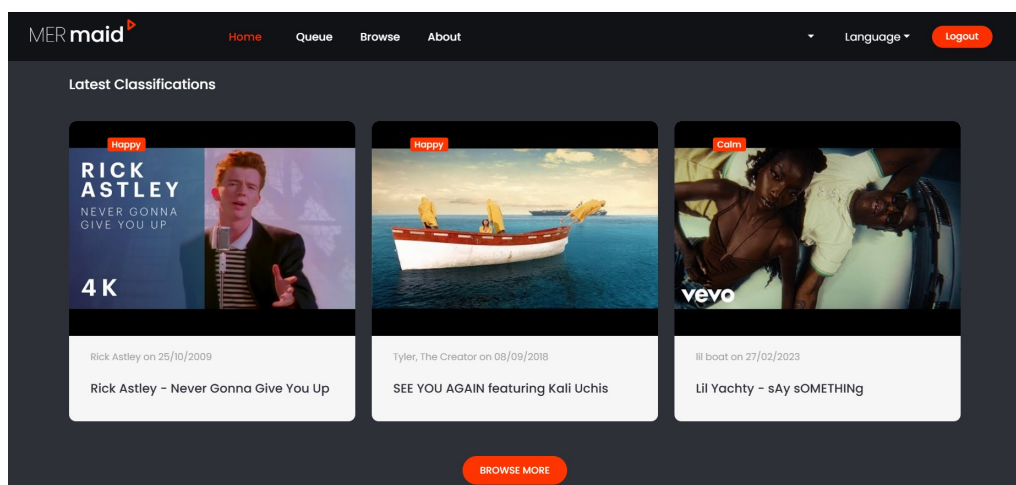 MER maid
Home Queue Browse About Language Logout
Latest Classifications
Happy
RICK
ASTLEY
NEVER GONNA
GIVE YOU UP
4K
Rick Astley on 25/10/2009
Rick Astley - Never Gonna Give You Up
Happy
Tyler, The Creator on 08/09/2018
SEE YOU AGAIN featuring Kali Uchis
Calm
vevo
lil boat on 27/02/2023
Lil Yachty - sAy sOMETHINg
BROWSE MORE